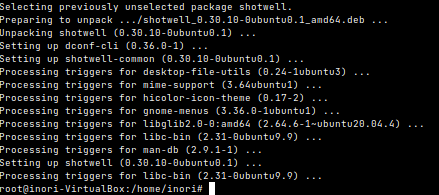 Selecting previously unselected package shotwell.
Preparing to unpack .../shotwell_0.30.10-0ubuntu0.1_amd64.deb ...
Unpacking shotwell (0.30.10-0ubuntu0.1) ...
Setting up dconf-cli (0.36.0-1) ...
Setting up shotwell-common (0.30.10-0ubuntu0.1) ...
Processing triggers for desktop-file-utils (0.24-1ubuntu3) ...
Processing triggers for mime-support (3.64ubuntu1) ...
Processing triggers for hicolor-icon-theme (0.17-2) ...
Processing triggers for gnome-menus (3.36.0-1ubuntu1) ...
Processing triggers for libglib2.0-0:amd64 (2.64.6-1~ubuntu20.04.4) ...
Processing triggers for libc-bin (2.31-0ubuntu9.9) ...
Processing triggers for man-db (2.9.1-1) ...
Setting up shotwell (0.30.10-0ubuntu0.1) ...
Processing triggers for libc-bin (2.31-0ubuntu9.9) ...
root@inori-VirtualBox:/home/inori#